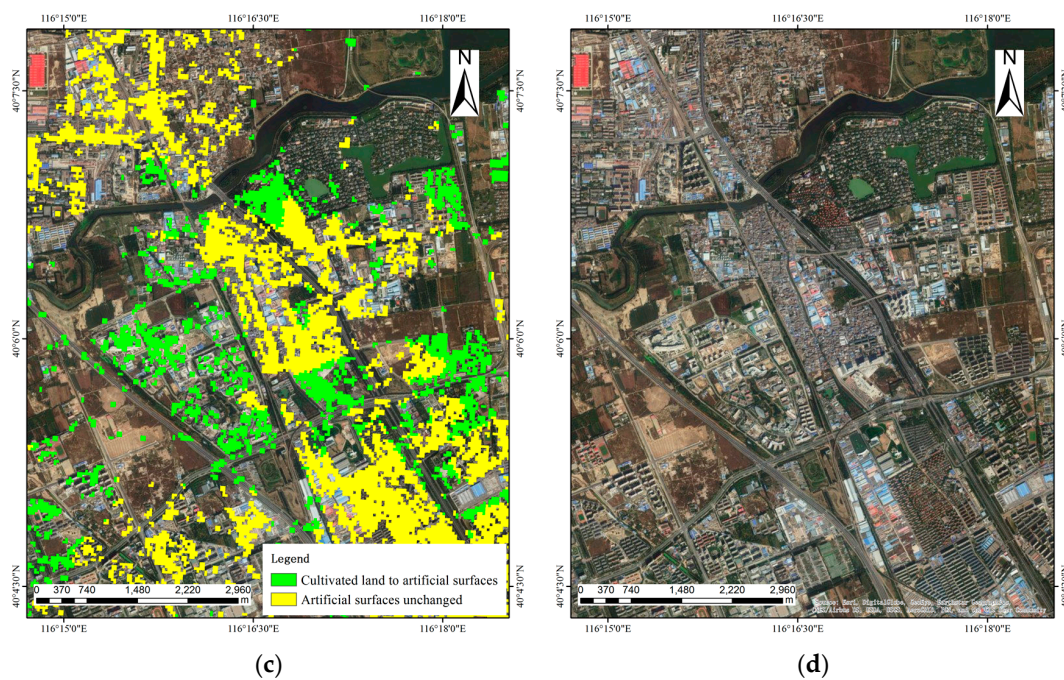 116°15'0"E 116°16'30"E 116°18'0"E
116°15'0"E 116°16'30"E 116°18'0"E
40°7'30"N
40°6'0"N
40°4'30"N
N
Legend
Cultivated land to artificial surfaces
Artificial surfaces unchanged
0 370 740 1,480 2,220 2,960
m
116°15'0"E 116°16'30"E 116°18'0"E
(c)
40°7'30"N
40°6'0"N
40°4'30"N
N
40°7'30"N
40°6'0"N
40°4'30"N
0 370 740 1,480 2,220 2,960
m
116°15'0"E 116°16'30"E 116°18'0"E
(d)